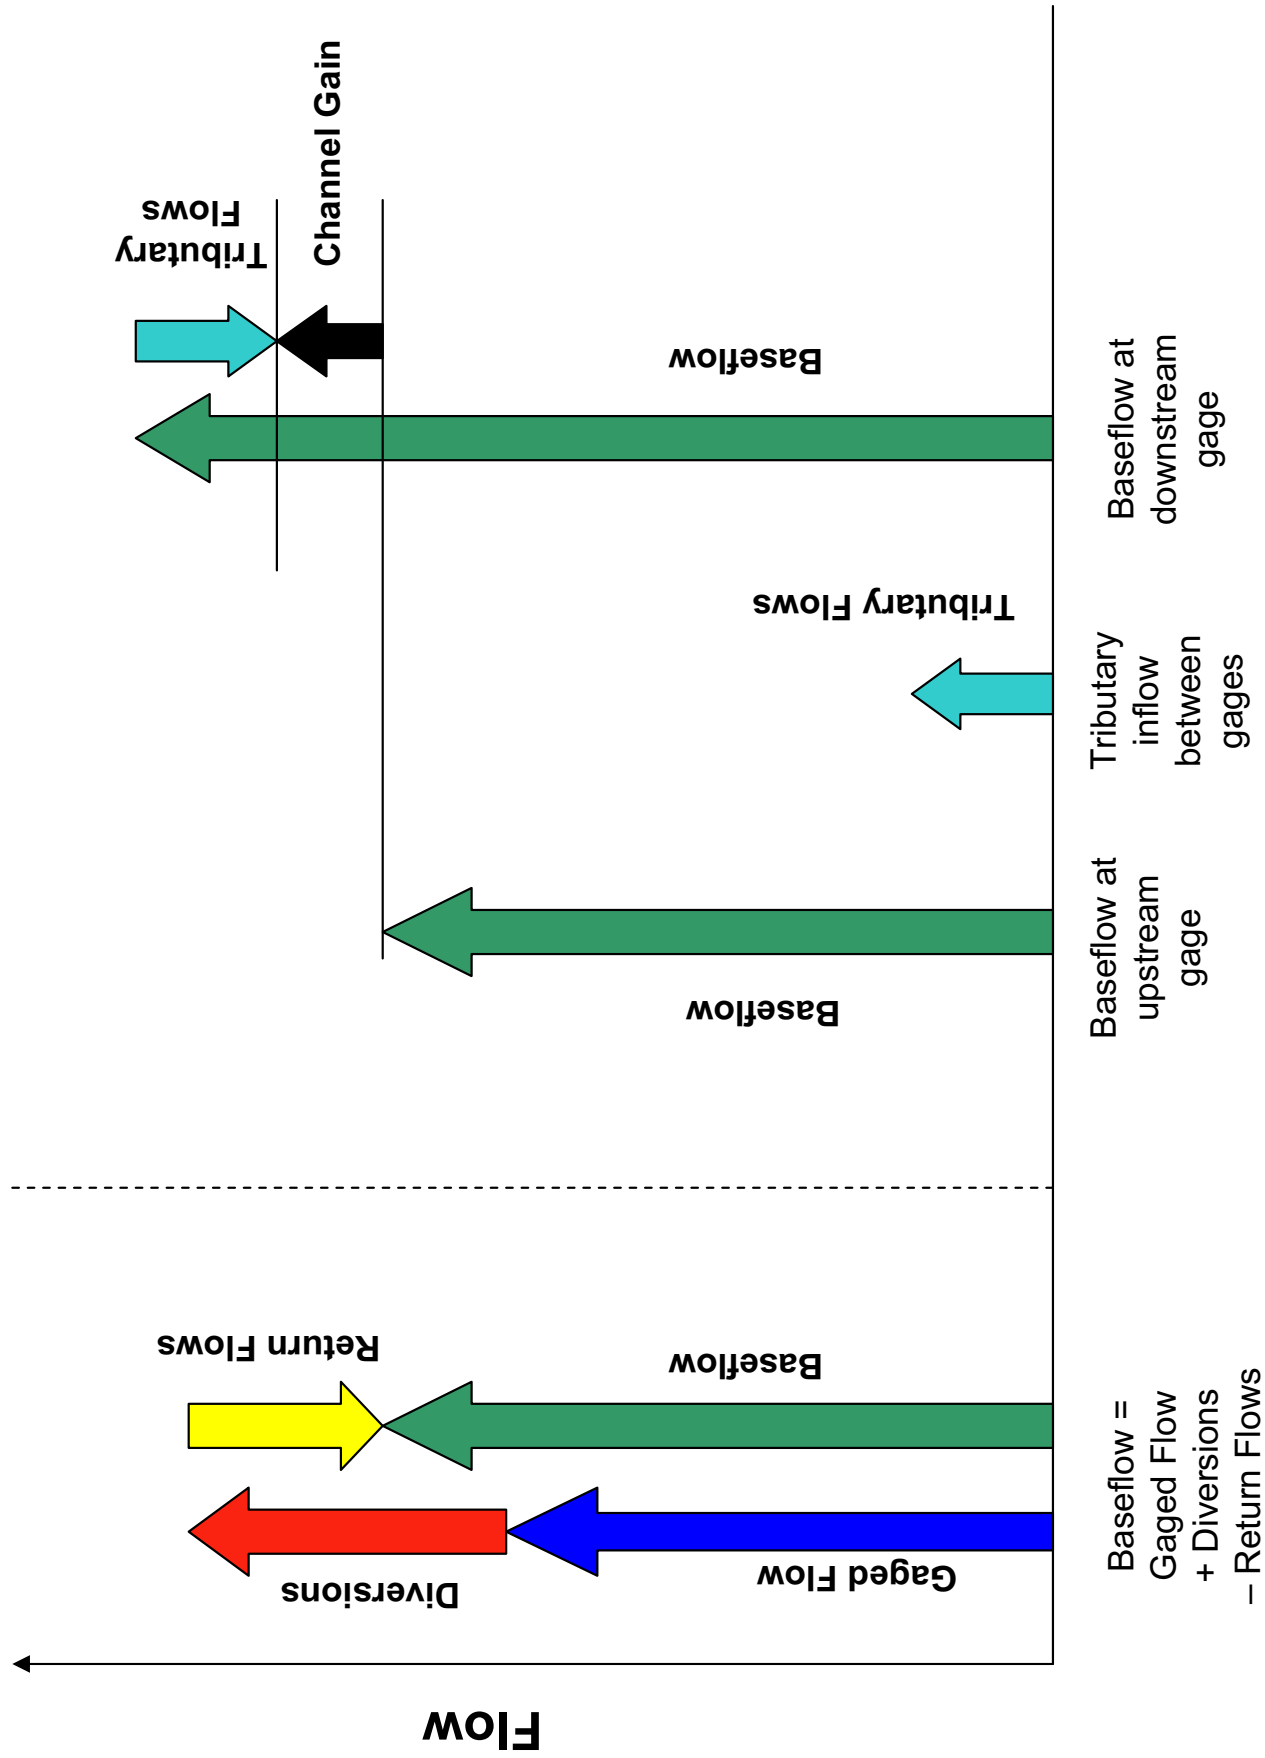 Flow
Diversions
Gaged Flow
Return Flows
Baseflow
Baseflow =
Gaged Flow
+ Diversions
– Return Flows
Baseflow
Baseflow at
upstream
gage
Tributary Flows
Tributary
inflow
between
gages
Tributary
Flows
Channel Gain
Baseflow
Baseflow at
downstream
gage